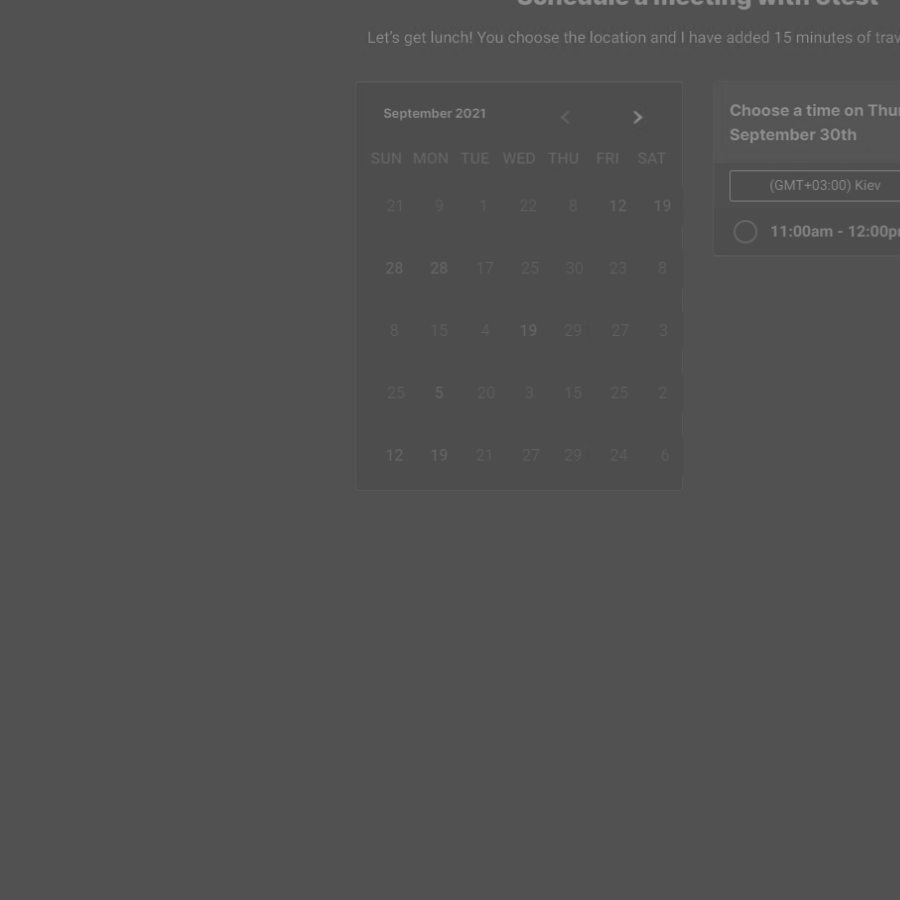 Schedule a meeting with Utest
Let's get lunch! You choose the location and I have added 15 minutes of trav
September 2021
SUN MON TUE WED THU FRI SAT
21 9 1 22 8 12 19
28 28 17 25 30 23 8
8 15 4 19 29 27 3
25 5 20 3 15 25 2
12 19 21 27 29 24 6
Choose a time on Thur
September 30th
(GMT+03:00) Kiev
11:00am - 12:00p